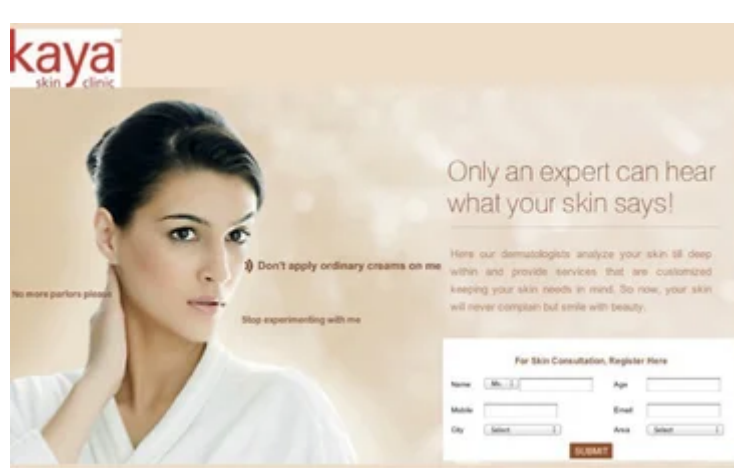 kaya
skin clinic
Only an expert can hear
what your skin says!
Here our dermatologists analyze your skin till deep
within and provide services that are customized
keeping your skin needs in mind. So now, your skin
will never complain but smile with beauty.
Don't apply ordinary creams on me
No more parlors please
Stop experimenting with me
For Skin Consultation, Register Here
Name Age
Mobile Email
City Select Area Select
SUBMIT